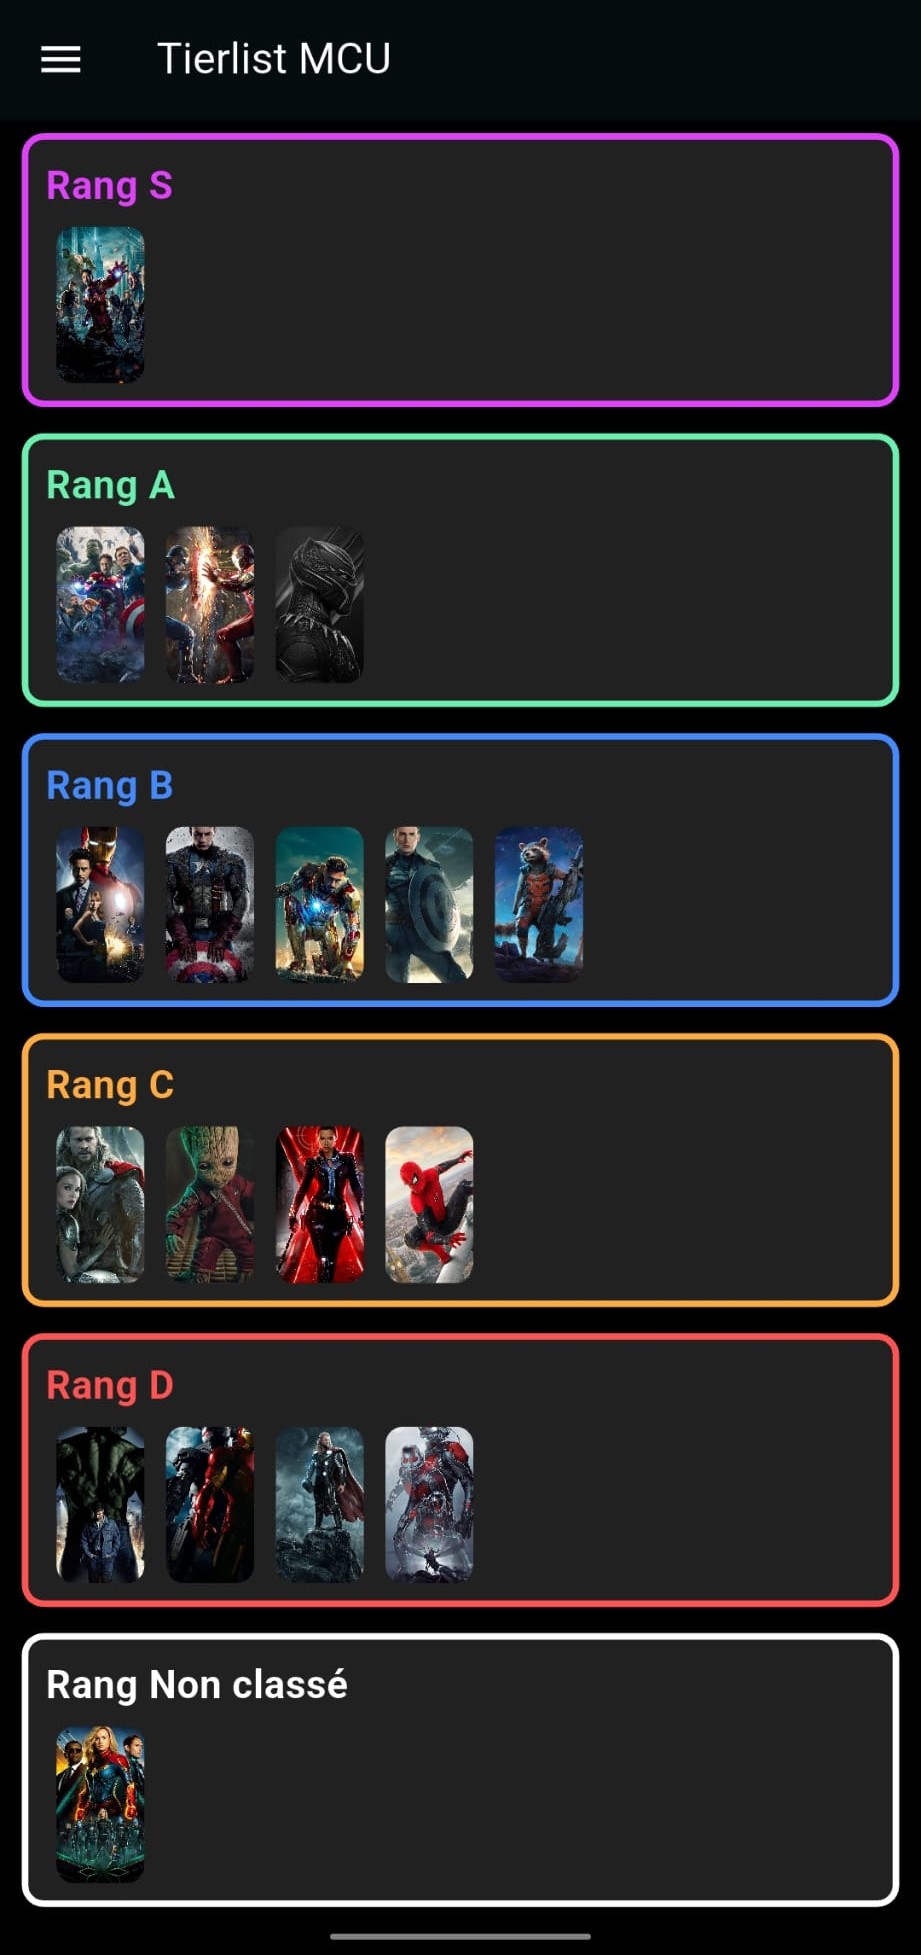 Tierlist MCU
Rang S
Rang A
Rang B
Rang C
Rang D
Rang Non classé